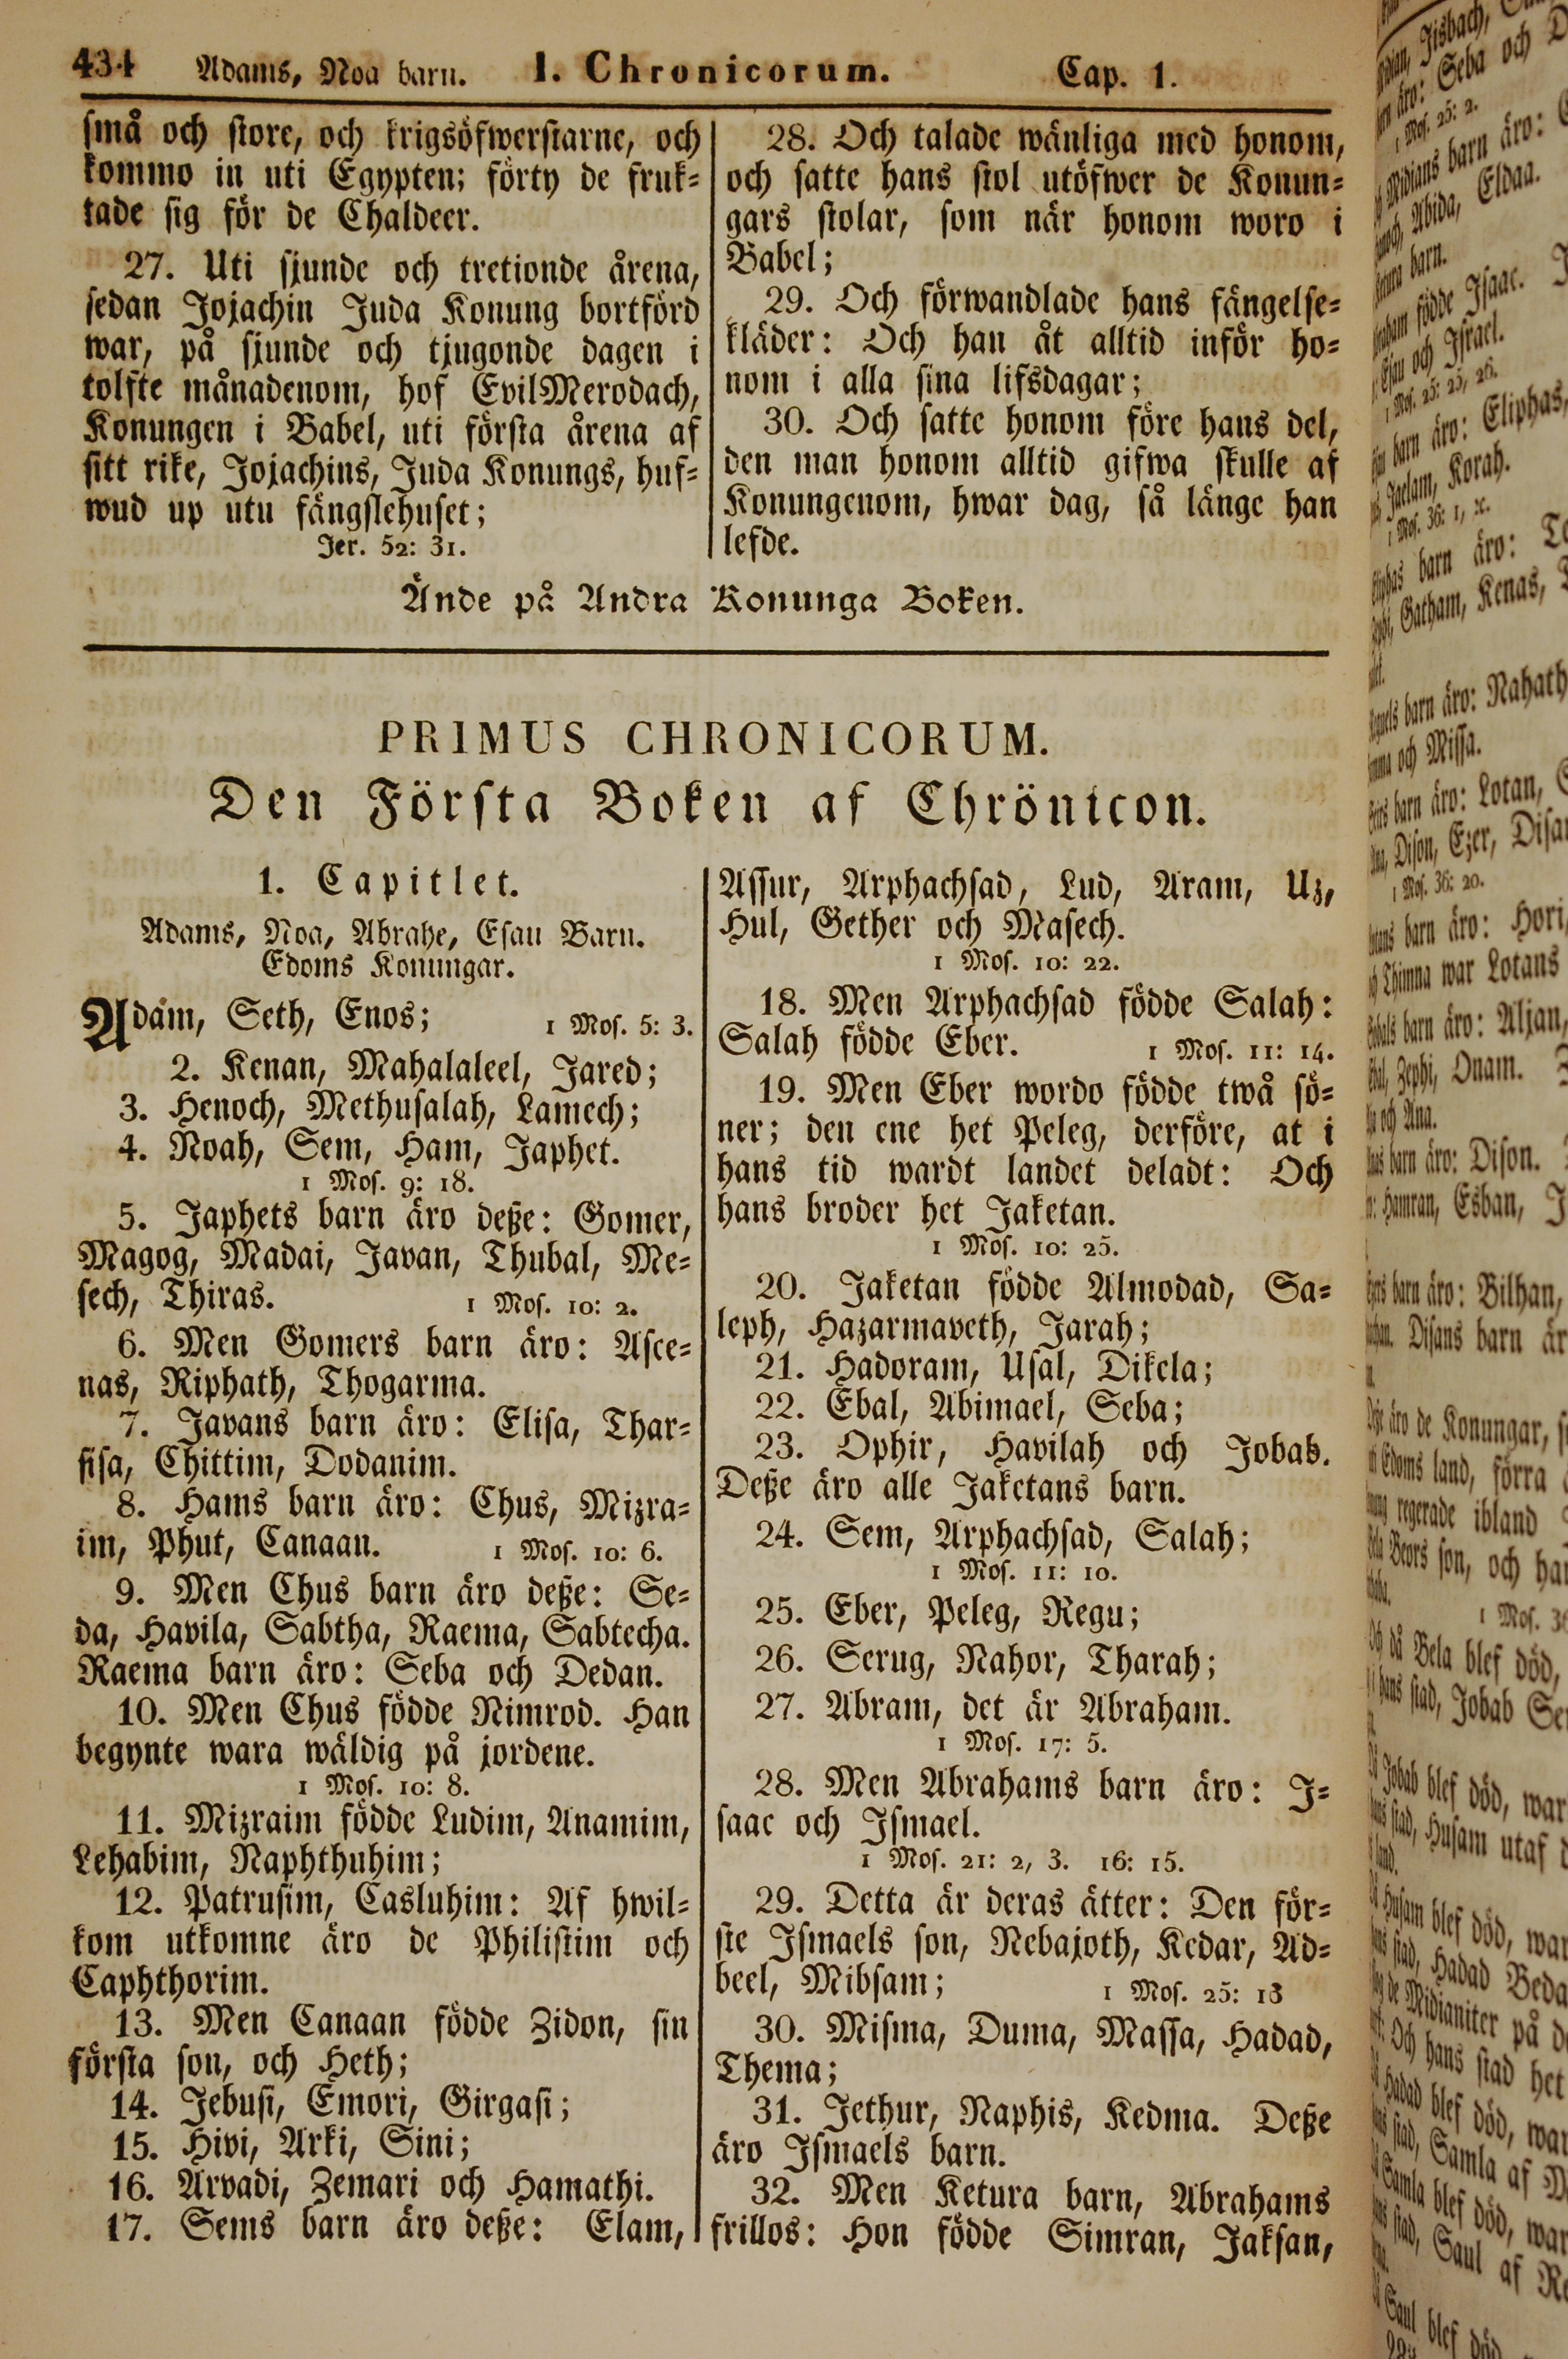 434 Adams, Noa barn. I. Chronicorum. Cap. 1.
små och store, och krigsöfwerstarne, och
kommo in uti Egypten; förty de fruk-
tade sig för de Chaldeer.
27. Uti sjunde och tretionde årena,
sedan Jojachin Juda Konung bortförd
war, på sjunde och tjugonde dagen i
tolfte månadenom, hof EvilMerodach,
Konungen i Babel, uti första årena af
sitt rike, Jojachins, Juda Konungs, huf-
wud up utu fängslehuset;
Jer. 52: 31.
28. Och talade wänliga med honom,
och satte hans stol utöfwer de Konun-
gars stolar, som når honom woro i
Babel;
29. Och förwandlade hans fängelse-
kläder: Och han åt alltid inför ho-
nom i alla sina lifsdagar;
30. Och satte honom före hans del,
den man honom alltid gifwa skulle af
Konungenom, hwar dag, så länge han
lefde.
Ände på Andra Konunga Boken.
PRIMUS CHRONICORUM.
Den Första Boken af Chrönicon.
1. Capitlet.
Adams, Noa, Abrahe, Esau Barn.
Edoms Konungar.
Adam, Seth, Enos; 1 Mos. 5: 3.
2. Kenan, Mahalaleel, Jared;
3. Henoch, Methusalah, Lamech;
4. Noah, Sem, Ham, Japhet.
1 Mos. 9: 18.
5. Japhets barn äro deße: Gomer,
Magog, Madai, Javan, Thubal, Me-
sech, Thiras. 1 Mos. 10: 2.
6. Men Gomers barn äro: Asce-
nas, Riphath, Thogarma.
7. Javans barn äro: Elisa, Thar-
sisa, Chittim, Dodanim.
8. Hams barn äro: Chus, Mizra-
im, Phut, Canaan. 1 Mos. 10: 6.
9. Men Chus barn äro deße: Se-
da, Havila, Sabtha, Raema, Sabtecha.
Raema barn äro: Seba och Dedan.
10. Men Chus födde Nimrod. Han
begynte wara wäldig på jordene.
1 Mos. 10: 8.
11. Mizraim födde Ludim, Anamim,
Lehabim, Naphthuhim;
12. Patrusim, Casluhim: Af hwil-
kom utkomne äro de Philistim och
Caphthorim.
13. Men Canaan födde Zidon, sin
första son, och Heth;
14. Jebusi, Emori, Girgasi;
15. Hivi, Arki, Sini;
16. Arvadi, Zemari och Hamathi.
17. Sems barn äro deße: Elam,
Assur, Arphachsad, Lud, Aram, Uz,
Hul, Gether och Masech.
1 Mos. 10: 22.
18. Men Arphachsad födde Salah:
Salah födde Eber. 1 Mos. 11: 14.
19. Men Eber wordo födde twå sö-
ner; den ene het Peleg, derföre, at i
hans tid wardt landet deladt: Och
hans broder het Jaketan.
1 Mos. 10: 25.
20. Jaketan födde Almodad, Sa-
leph, Hazarmaveth, Jarah;
21. Hadoram, Usal, Dikela;
22. Ebal, Abimael, Seba;
23. Ophir, Havilah och Jobab.
Deße äro alle Jaketans barn.
24. Sem, Arphachsad, Salah;
1 Mos. 11: 10.
25. Eber, Peleg, Regu;
26. Serug, Nahor, Tharah;
27. Abram, det är Abraham.
1 Mos. 17: 5.
28. Men Abrahams barn äro: I-
saac och Ismael.
1 Mos. 21: 2, 3. 16: 15.
29. Detta är deras ätter: Den för-
ste Ismaels son, Nebajoth, Kedar, Ad-
beel, Mibsam; 1 Mos. 25: 13
30. Misma, Duma, Massa, Hadad,
Thema;
31. Jethur, Naphis, Kedma. Deße
äro Ismaels barn.
32. Men Ketura barn, Abrahams
frillos: Hon födde Simran, Jaksan,